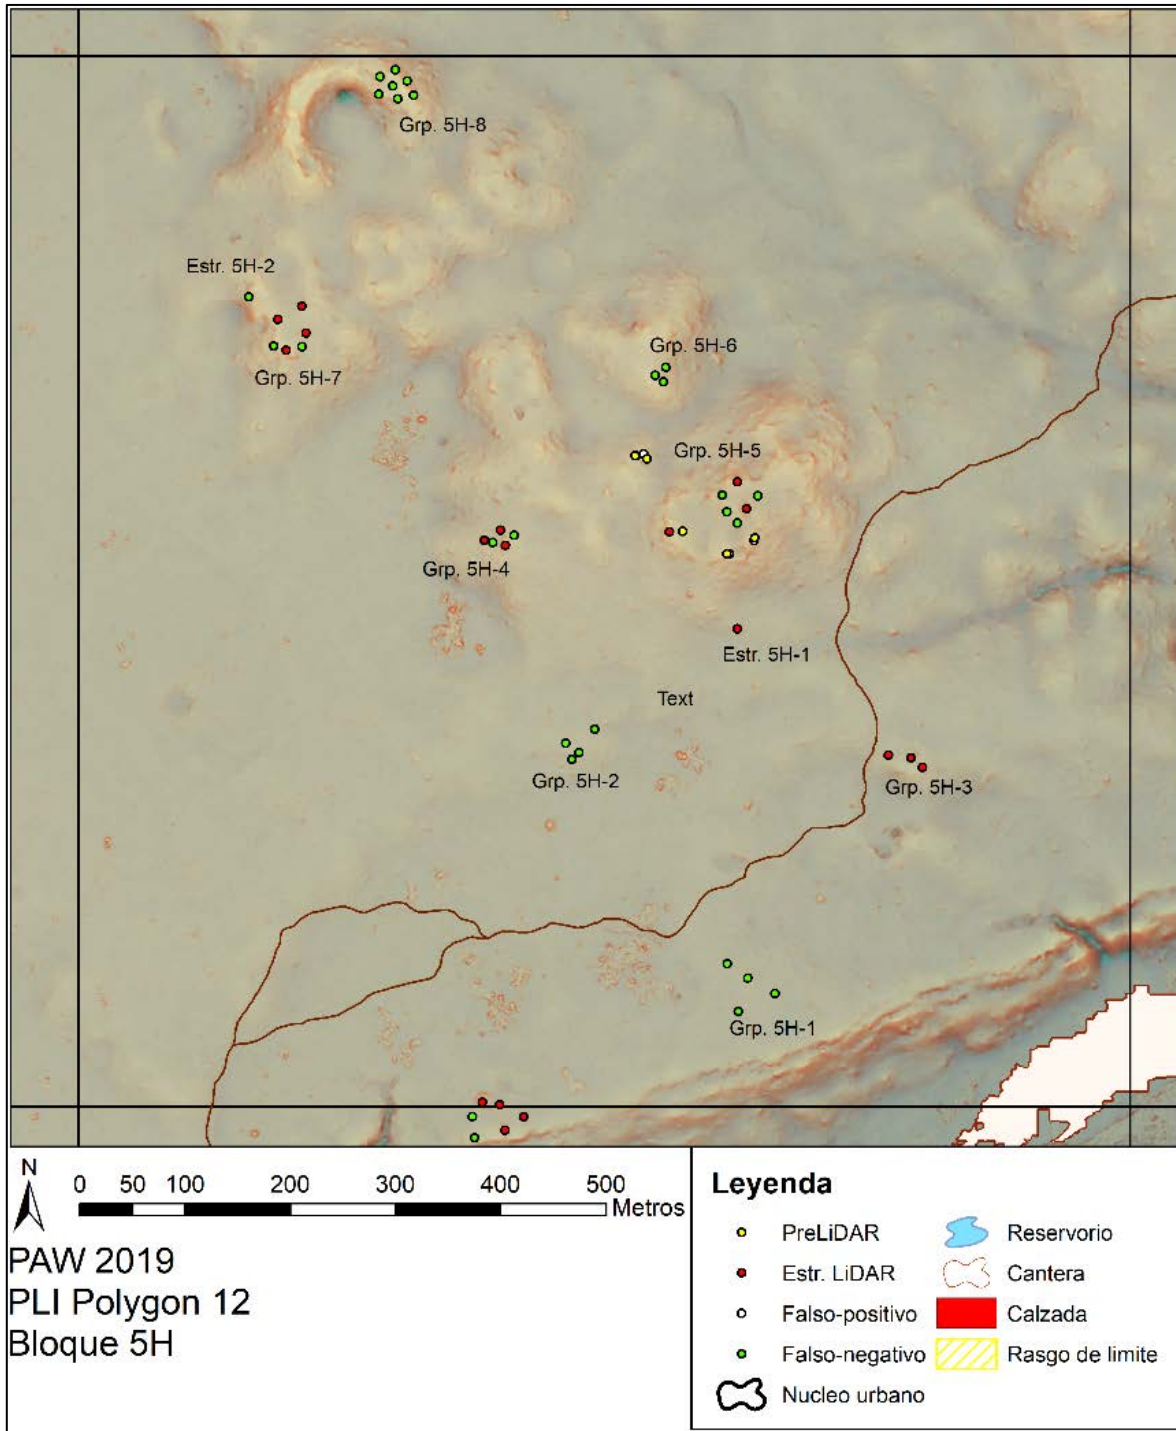 Grp. 5H-8
Estr. 5H-2
Grp. 5H-6
Grp. 5H-7
Grp. 5H-5
Grp. 5H-4
Estr. 5H-1
Text
Grp. 5H-2
Grp. 5H-3
Grp. 5H-1
N
0 50 100 200 300 400 500
Metros
PAW 2019
PLI Polygon 12
Bloque 5H
Leyenda
PreLiDAR
Estr. LiDAR
Falso-positivo
Falso-negativo
Nucleo urbano
Reservorio
Cantera
Calzada
Rasgo de limite